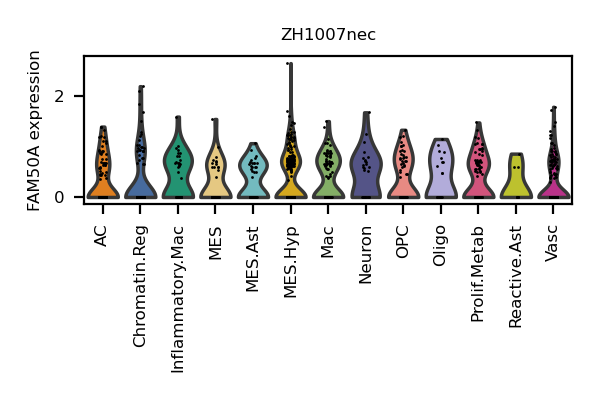 ZH1007nec
FAM50A expression
2
0
AC
Chromatin.Reg
Inflammatory.Mac
MES
MES.Ast
MES.Hyp
Mac
Neuron
OPC
Oligo
Prolif.Metab
Reactive.Ast
Vasc